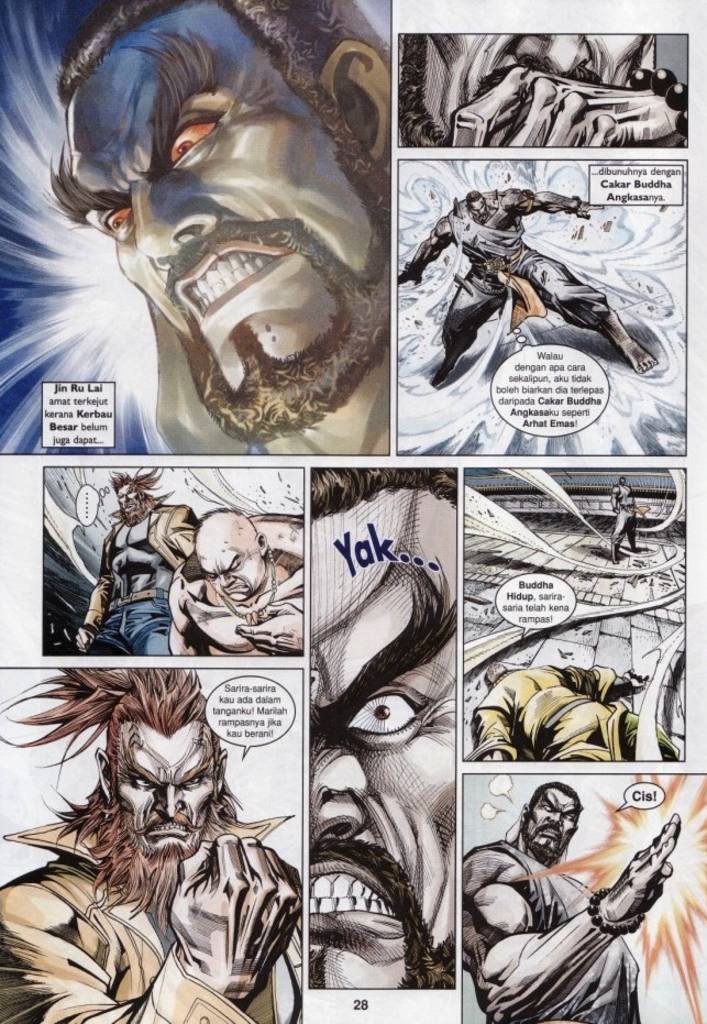 Jin Ru Lai
amat terkejut
kerana Kerbau
Besar belum
juga dapat...
...dibunuhnya dengan
Cakar Buddha
Angkasanya.
Walau
dengan apa cara
sekalipun, aku tidak
boleh biarkan dia terlepas
daripada Cakar Buddha
Angkasaku seperti
Arhat Emas!
......
Yak...
Buddha
Hidup, sarira-
saria telah kena
rampas!
Sarira-sarira
kau ada dalam
tanganku! Marilah
rampasnya jika
kau berani!
Cis!
28